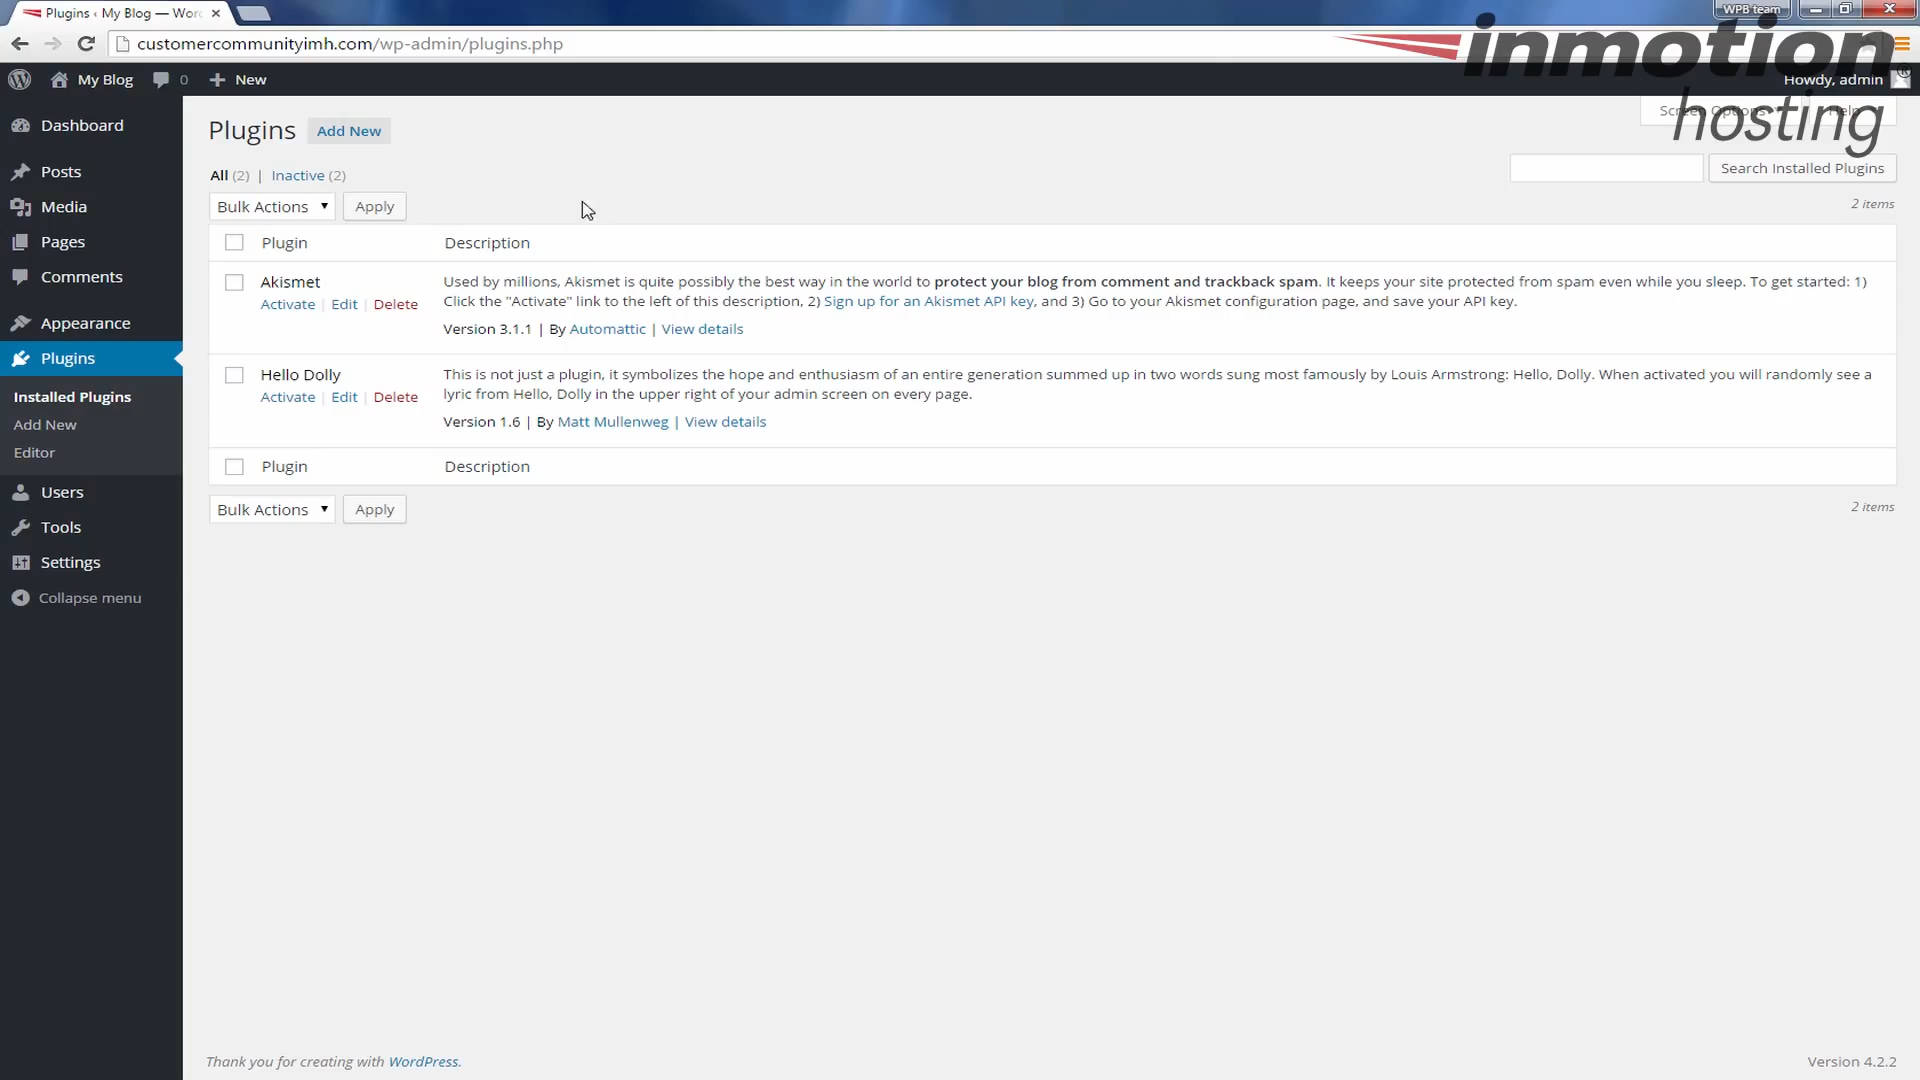 Plugins ‹ My Blog — Wor
WPB team
customercommunityimh.com/wp-admin/plugins.php
inmotion
hosting
My Blog
0
New
Howdy, admin
Screen Options
Help
Dashboard
Posts
Media
Pages
Comments
Appearance
Plugins
Installed Plugins
Add New
Editor
Users
Tools
Settings
Collapse menu
Plugins Add New
All (2) | Inactive (2)
Search Installed Plugins
Bulk Actions Apply
2 items
Plugin Description
Akismet
Activate | Edit | Delete
Used by millions, Akismet is quite possibly the best way in the world to protect your blog from comment and trackback spam. It keeps your site protected from spam even while you sleep. To get started: 1)
Click the "Activate" link to the left of this description, 2) Sign up for an Akismet API key, and 3) Go to your Akismet configuration page, and save your API key.
Version 3.1.1 | By Automattic | View details
Hello Dolly
Activate | Edit | Delete
This is not just a plugin, it symbolizes the hope and enthusiasm of an entire generation summed up in two words sung most famously by Louis Armstrong: Hello, Dolly. When activated you will randomly see a
lyric from Hello, Dolly in the upper right of your admin screen on every page.
Version 1.6 | By Matt Mullenweg | View details
Plugin Description
Bulk Actions Apply
2 items
Thank you for creating with WordPress.
Version 4.2.2